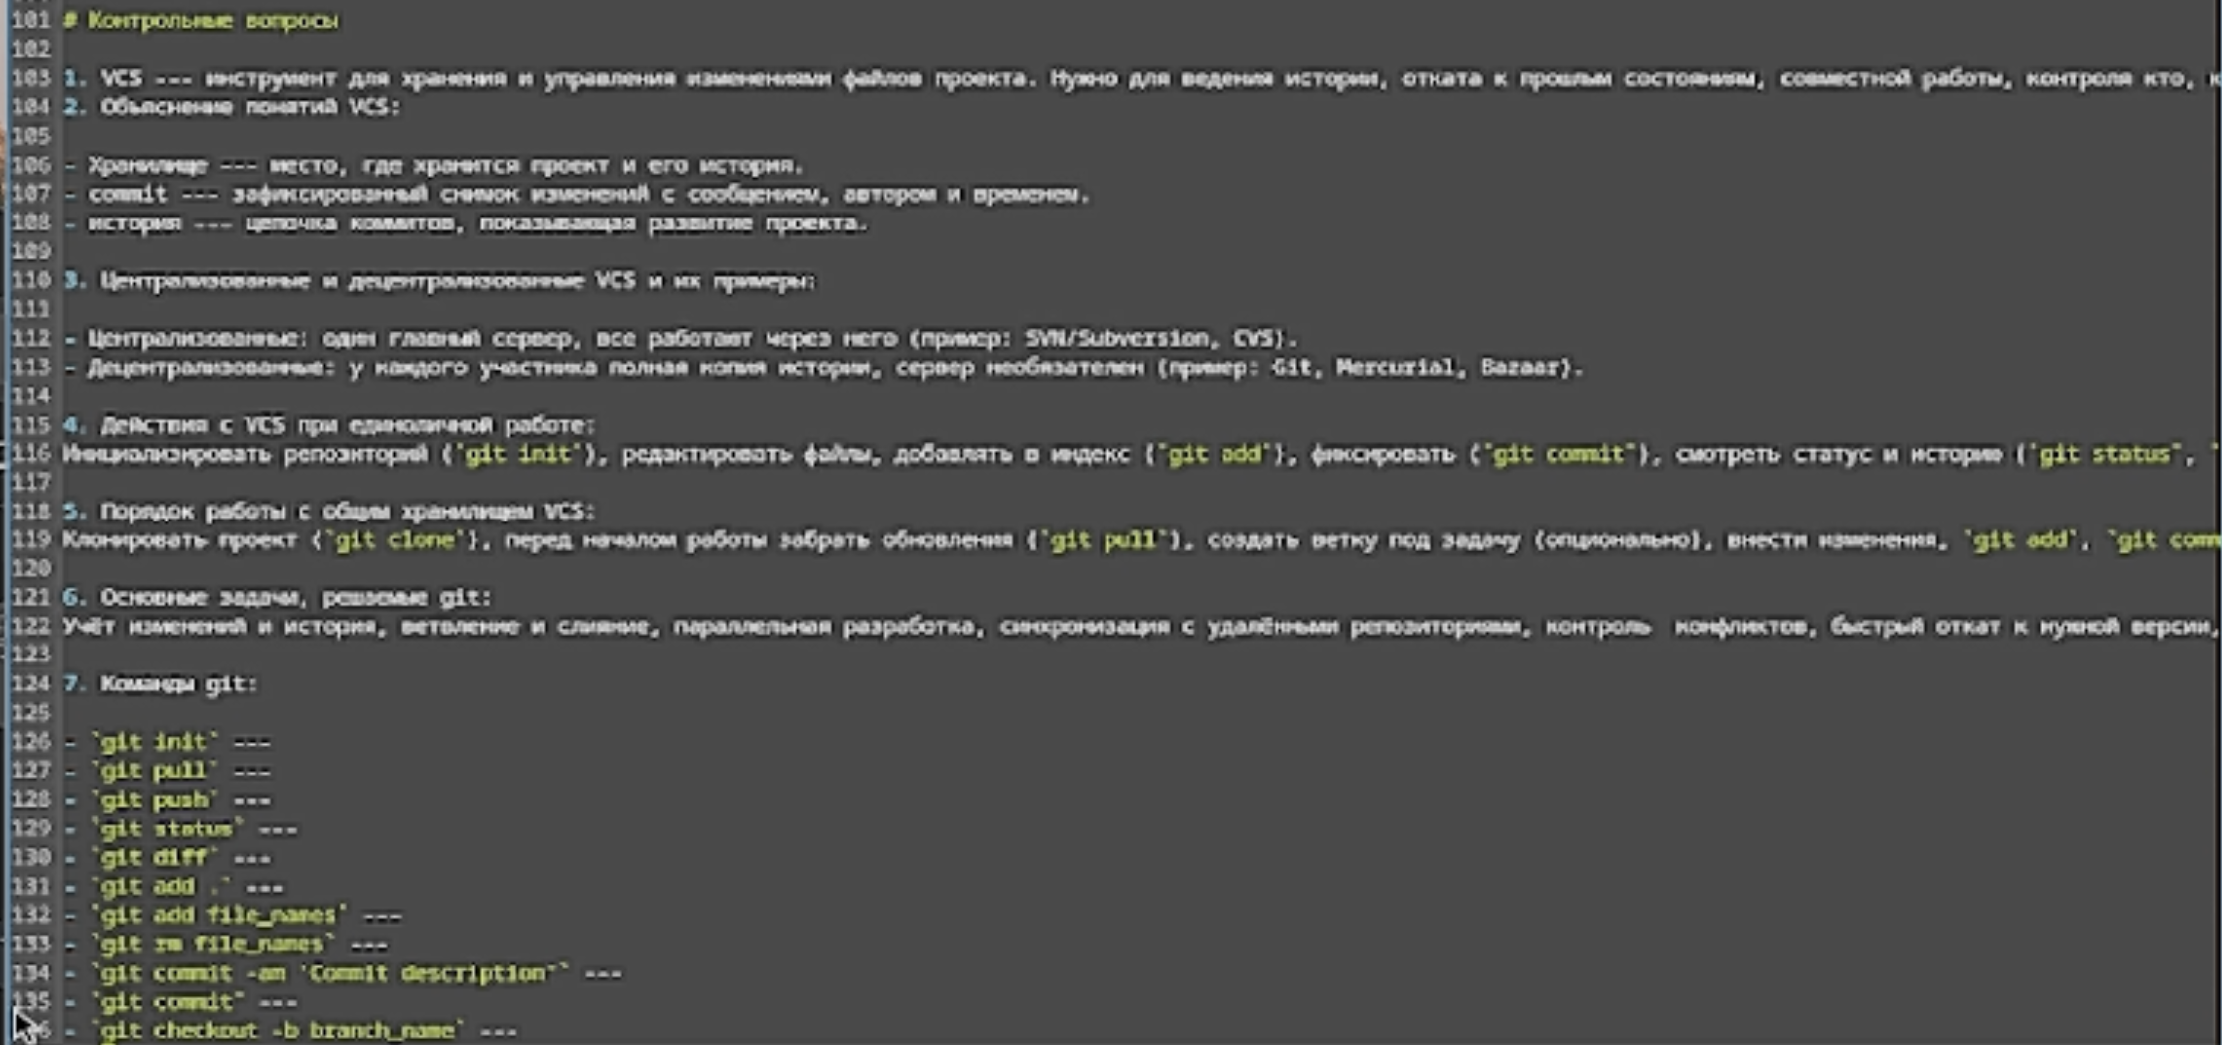 101 # Контрольные вопросы
102
103 1. VCS --- инструмент для хранения и управления изменениями файлов проекта. Нужно для ведения истории, отката к прошлым состояниям, совместной работы, контроля кто,
104 2. Объяснение понятий VCS:
105
106 - Хранилище --- место, где хранится проект и его история.
107 - commit --- зафиксированный снимок изменений с сообщением, автором и временем.
108 - история --- цепочка коммитов, показывающая развитие проекта.
109
110 3. Централизованные и децентрализованные VCS и их примеры:
111
112 - Централизованные: один главный сервер, все работают через него (пример: SVN/Subversion, CVS).
113 - Децентрализованные: у каждого участника полная копия истории, сервер необязателен (пример: Git, Mercurial, Bazaar).
114
115 4. Действия с VCS при единоличной работе:
116 Инициализировать репозиторий (`git init`), редактировать файлы, добавлять в индекс (`git add`), фиксировать (`git commit`), смотреть статус и историю (`git status`, `
117
118 5. Порядок работы с общим хранилищем VCS:
119 Клонировать проект (`git clone`), перед началом работы забрать обновления (`git pull`), создать ветку под задачу (опционально), внести изменения, `git add`, `git com
120
121 6. Основные задачи, решаемые git:
122 Учёт изменений и история, ветвление и слияние, параллельная разработка, синхронизация с удалёнными репозиториями, контроль  конфликтов, быстрый откат к нужной версии,
123
124 7. Команды git:
125
126 - `git init` ---
127 - `git pull` ---
128 - `git push` ---
129 - `git status` ---
130 - `git diff` ---
131 - `git add .` ---
132 - `git add file_names` ---
133 - `git rm file_names` ---
134 - `git commit -am 'Commit description'` ---
135 - `git commit` ---
- `git checkout -b branch_name` ---